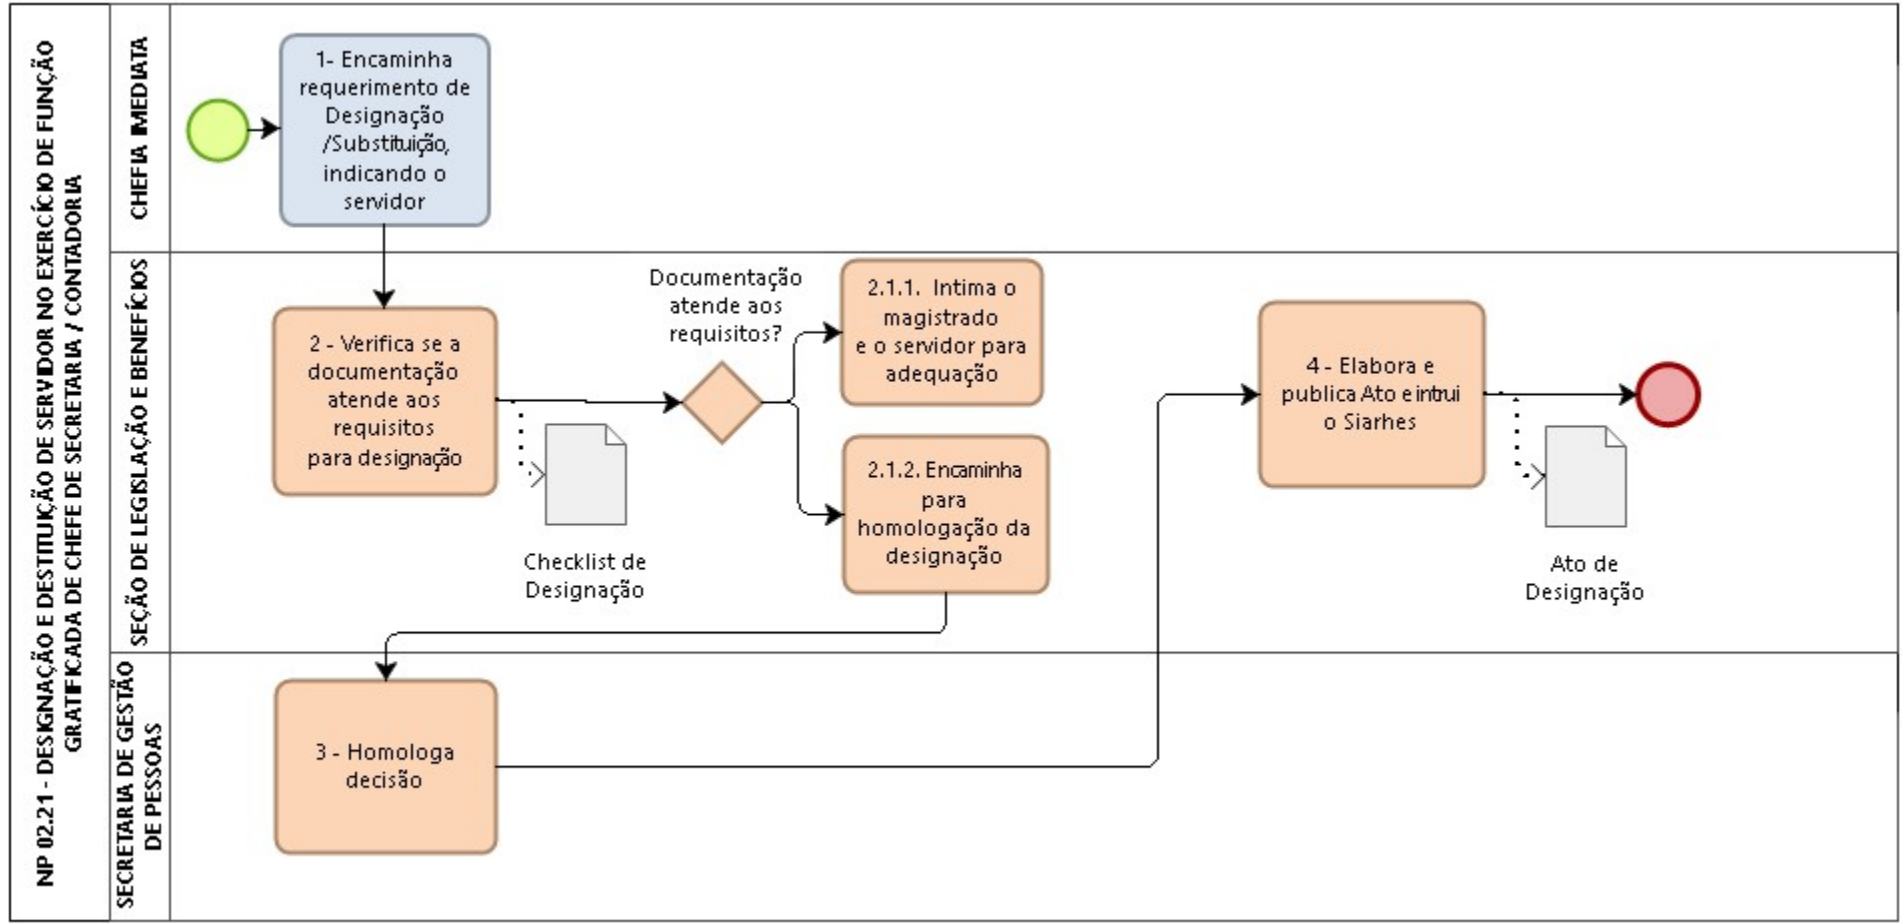 NP 02.21 - DESIGNAÇÃO E DESTITUIÇÃO DE SERVIDOR NO EXERCÍCIO DE FUNÇÃO
GRATIFICADA DE CHEFE DE SECRETARIA / CONTADORIA
CHEFIA IMEDIATA
1- Encaminha
requerimento de
Designação
/Substituição,
indicando o
servidor
SEÇÃO DE LEGISLAÇÃO E BENEFÍCIOS
2 - Verifica se a
documentação
atende aos
requisitos
para designação
Checklist de
Designação
Documentação
atende aos
requisitos?
2.1.1. Intima o
magistrado
e o servidor para
adequação
2.1.2. Encaminha
para
homologação da
designação
4 - Elabora e
publica Ato e intrui
o Siarhes
Ato de
Designação
SECRETARIA DE GESTÃO
DE PESSOAS
3 - Homologa
decisão